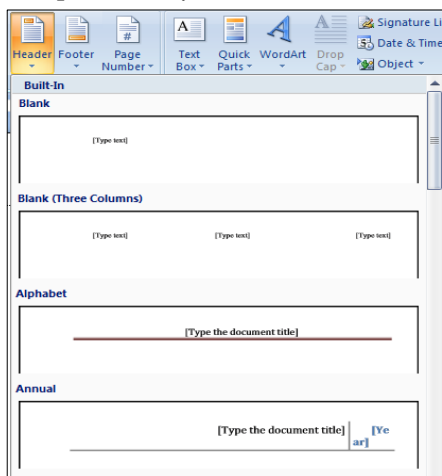 Header Footer Page Number Text Box Quick Parts WordArt Drop Cap Signature Li
Date & Time
Object
Built-In
Blank
[Type text]
Blank (Three Columns)
[Type text] [Type text] [Type text]
Alphabet
[Type the document title]
Annual
[Type the document title] [Ye
ar]